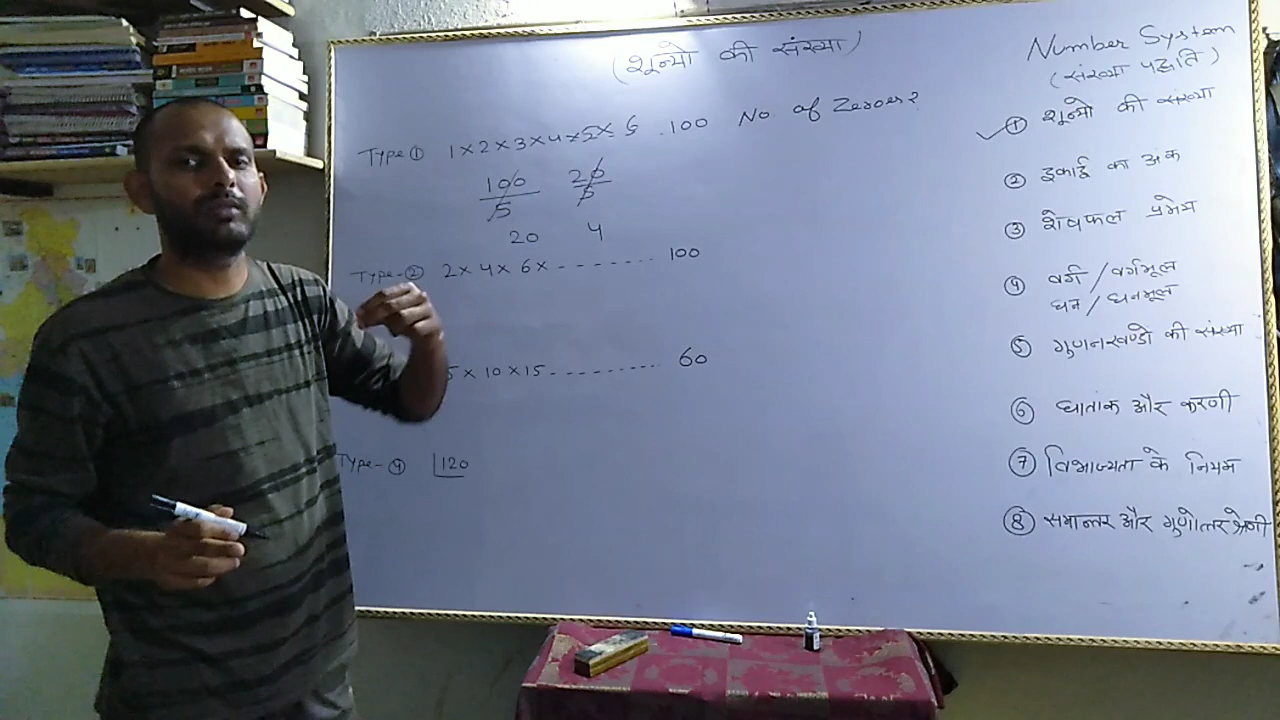 (शून्यो की संख्या)
Type ① 1×2×3×4×5×6 .100 No of Zeroes?
100 20
5 5
20 4
Type-② 2×4×6×-------- 100
5×10×15---------- 60
Type-④ 120
Number System
(संख्या पद्धति)
① शून्यो की संख्या
② इकाई का अंक
③ शेषफल प्रमेय
④ वर्ग/वर्गमूल
घन/घनमूल
⑤ गुणनखण्डो की संख्या
⑥ घातांक और करणी
⑦ विभाज्यता के नियम
⑧ समान्तर और गुणोत्तर श्रेणी